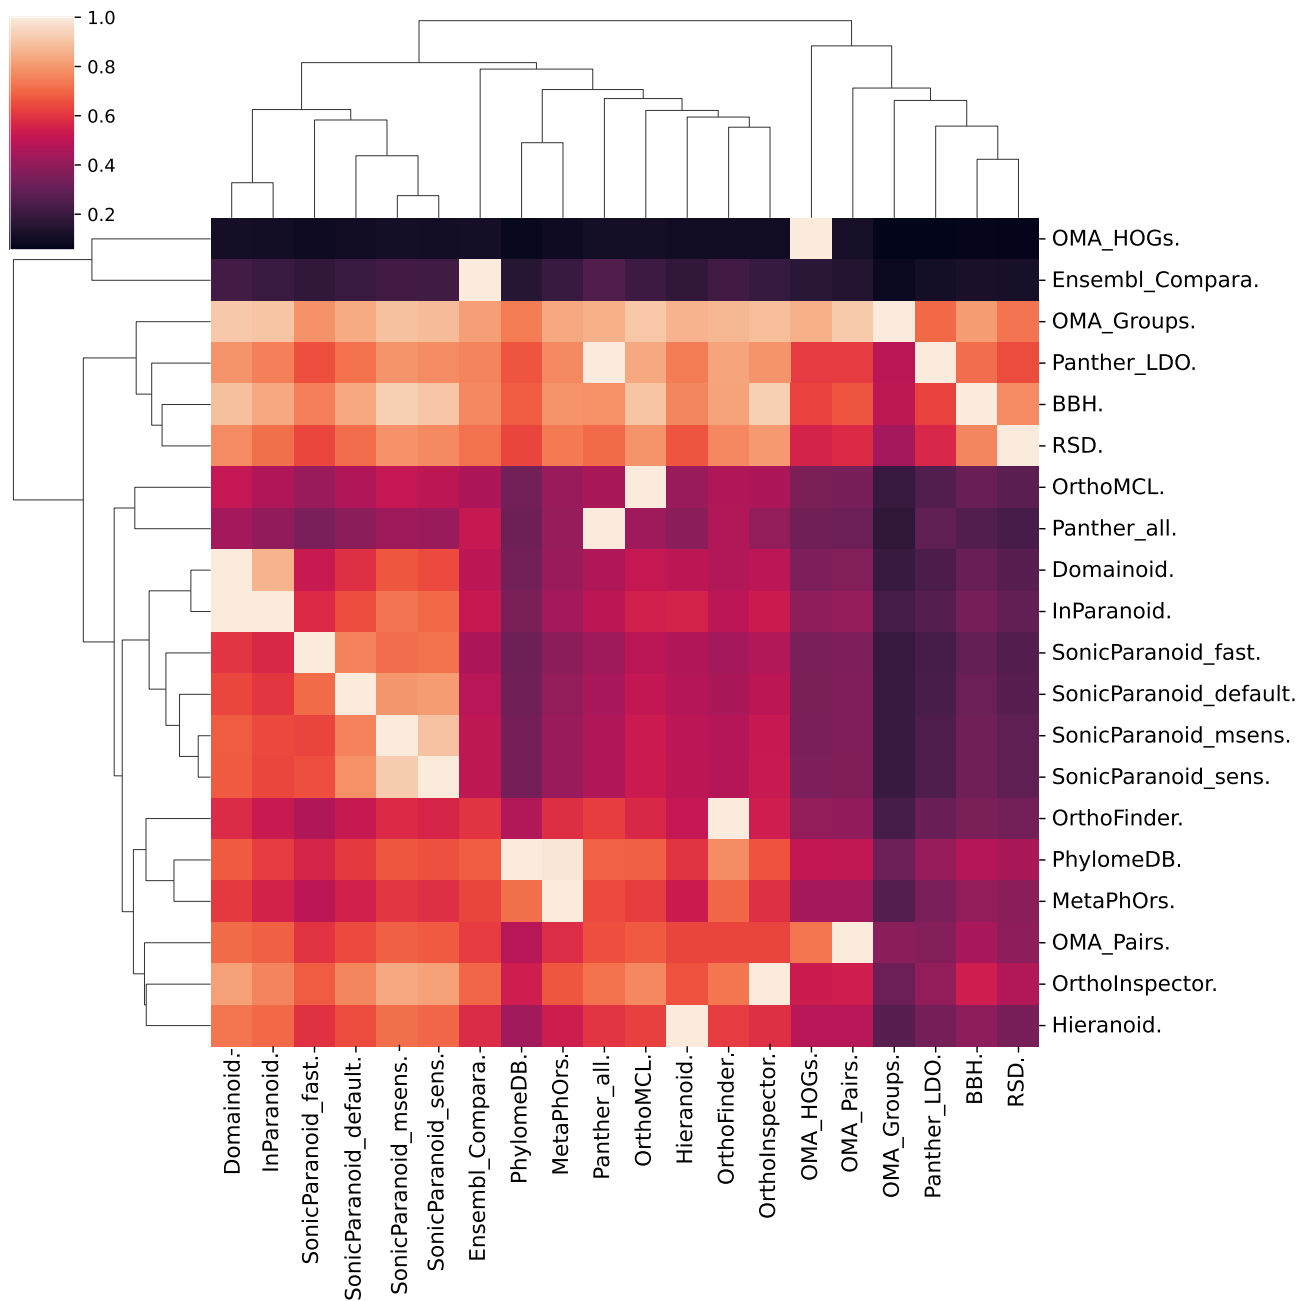 1.0
0.8
0.6
0.4
0.2
OMA_HOGs.
Ensembl_Compara.
OMA_Groups.
Panther_LDO.
BBH.
RSD.
OrthoMCL.
Panther_all.
Domainoid.
InParanoid.
SonicParanoid_fast.
SonicParanoid_default.
SonicParanoid_msens.
SonicParanoid_sens.
OrthoFinder.
PhylomeDB.
MetaPhOrs.
OMA_Pairs.
OrthoInspector.
Hieranoid.
Domainoid.
InParanoid.
SonicParanoid_fast.
SonicParanoid_default.
SonicParanoid_msens.
SonicParanoid_sens.
Ensembl_Compara.
PhylomeDB.
MetaPhOrs.
Panther_all.
OrthoMCL.
Hieranoid.
OrthoFinder.
OrthoInspector.
OMA_HOGs.
OMA_Pairs.
OMA_Groups.
Panther_LDO.
BBH.
RSD.